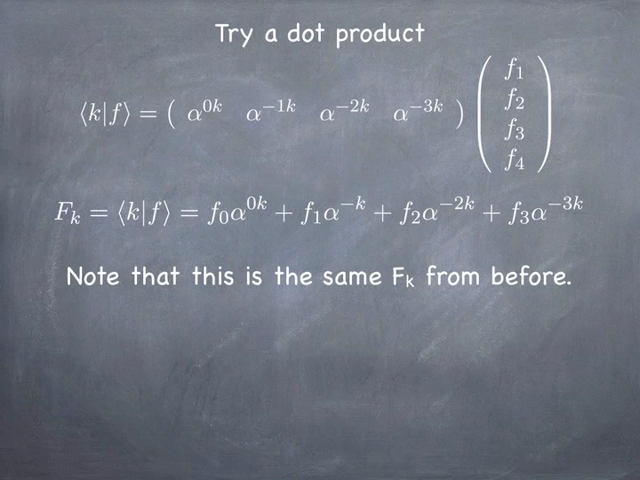 Try a dot product
⟨k|f⟩ = ( α^{0k} α^{-1k} α^{-2k} α^{-3k} ) ( f_1 f_2 f_3 f_4 )
F_k = ⟨k|f⟩ = f_0α^{0k} + f_1α^{-k} + f_2α^{-2k} + f_3α^{-3k}
Note that this is the same F_k from before.